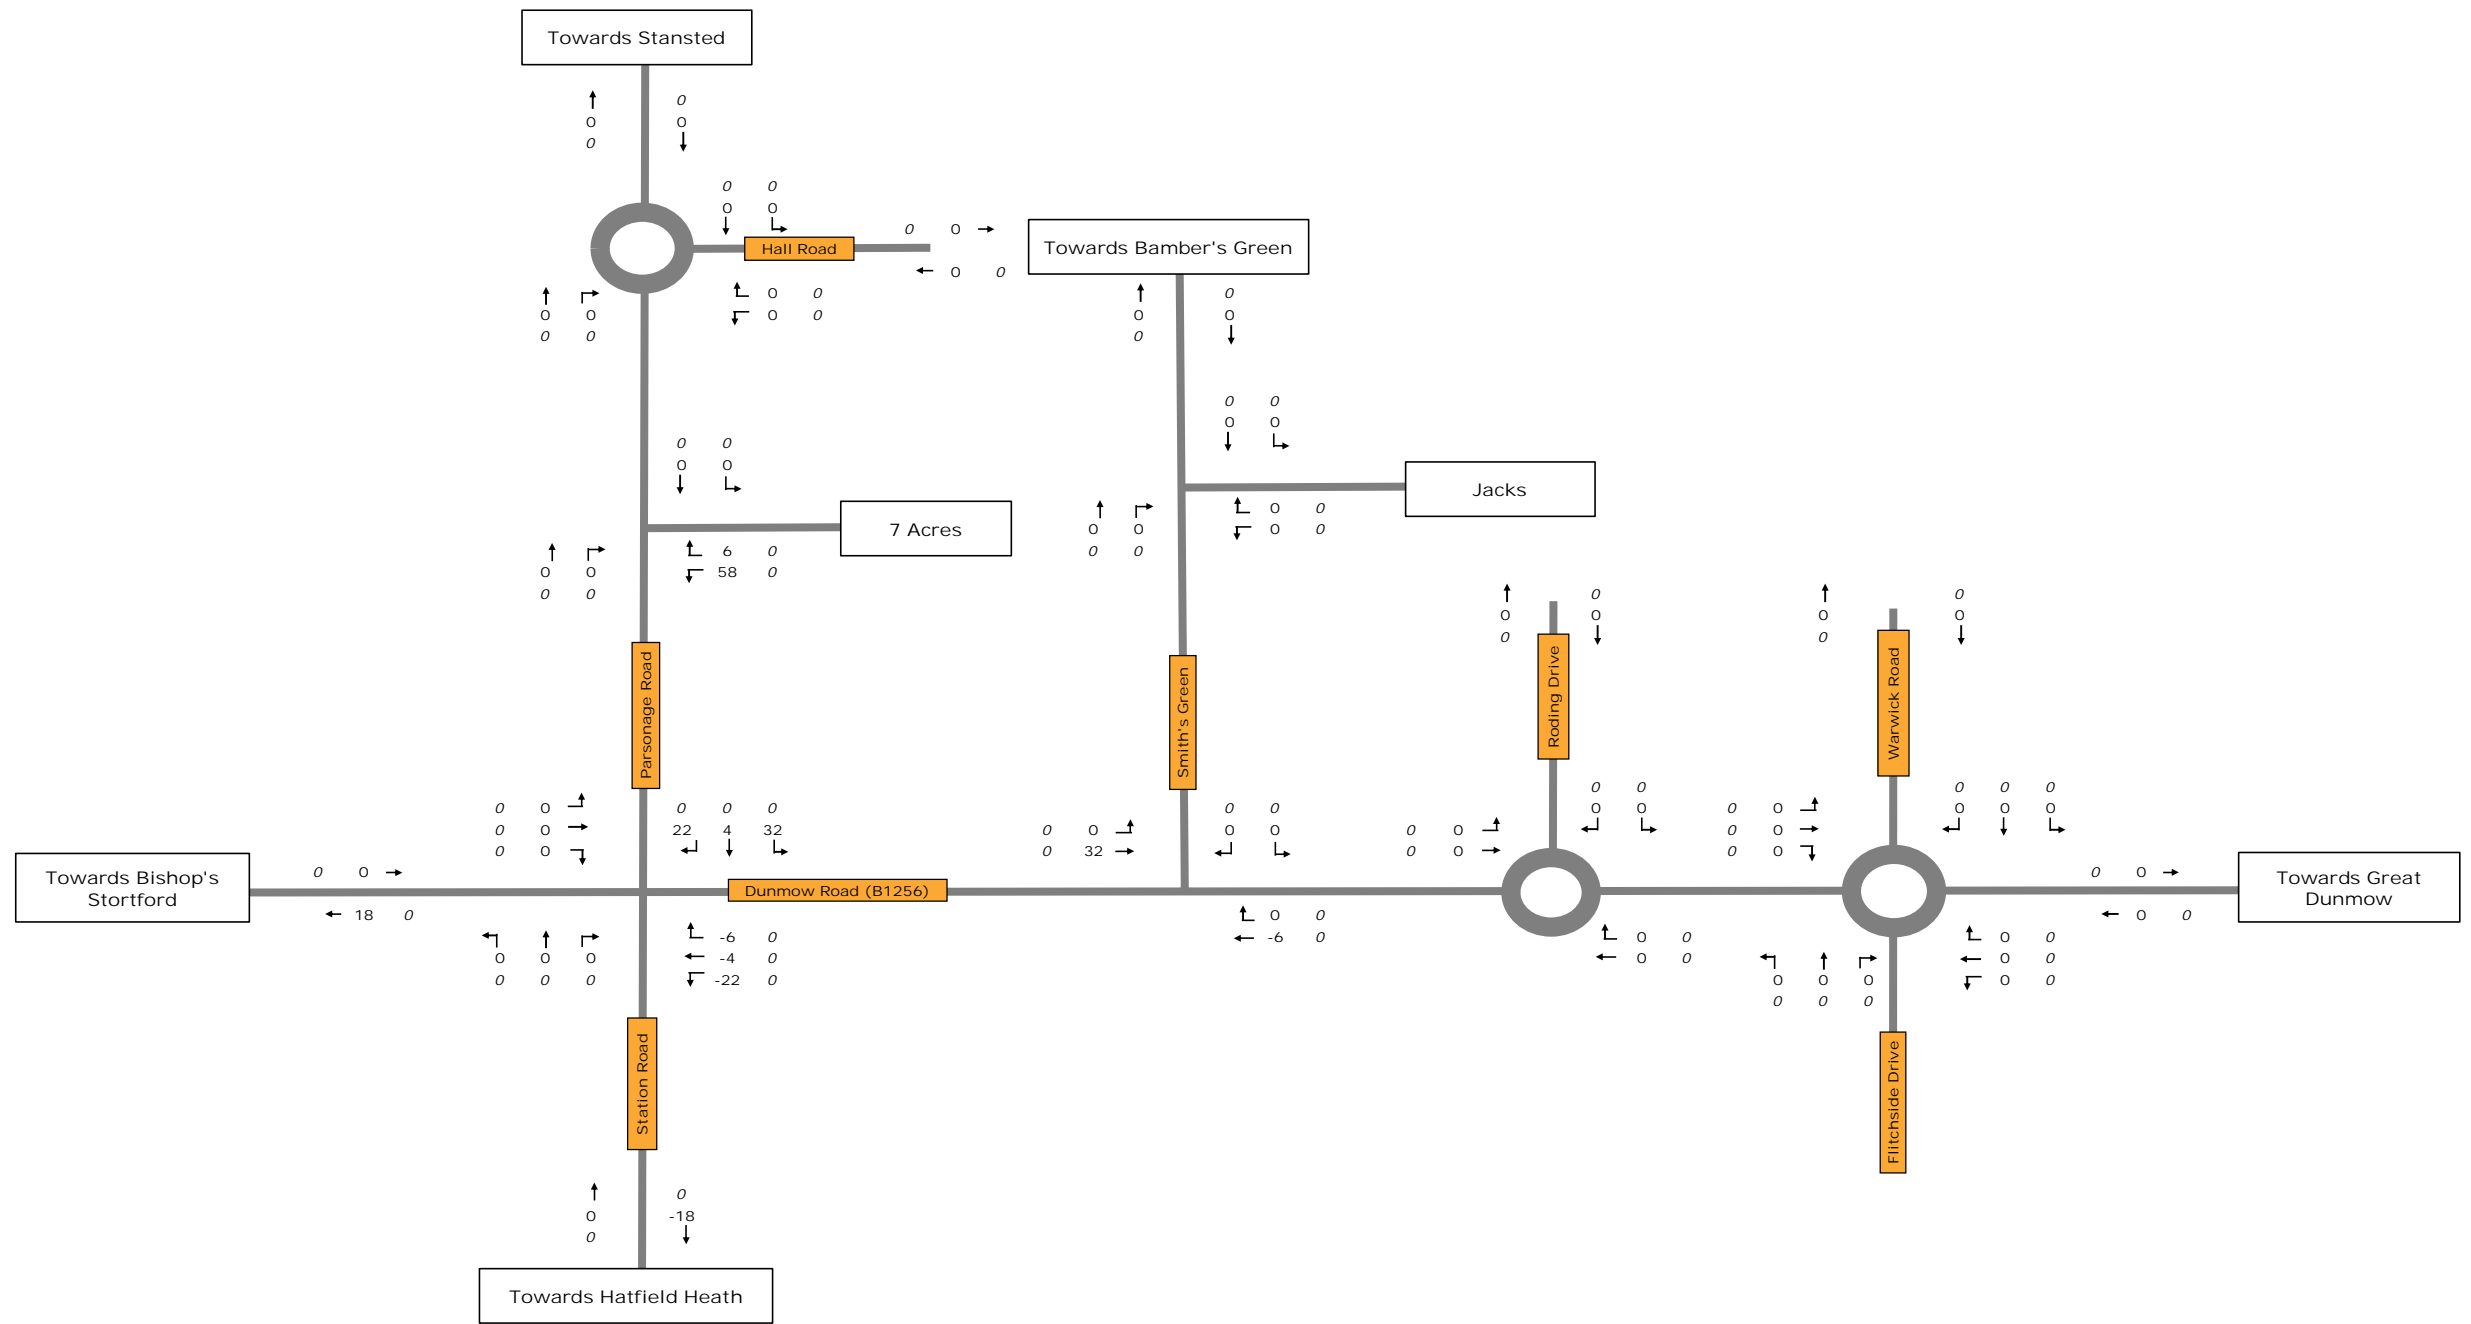 Towards Stansted
0
0 0
0
0 0
0 0
Hall Road
0 0
0 0
Towards Bamber's Green
0 0
0 0
0 0
0 0
0
0 0
0
0 0
0 0
0 0
0 0
Jacks
0 0
0 0
0 0
0 0
7 Acres
6 0
58 0
0 0
0 0
0
0 0
0
0
0 0
0
Parsonage Road
Smith's Green
Roding Drive
Warwick Road
0 0
0 0
0 0
0 0 0
22 4 32
0 0
0 32
0 0
0 0
0 0
0 0
0 0
0 0
0 0
0 0
0 0
0 0 0
0 0 0
Towards Bishop's
Stortford
0 0
18 0
Dunmow Road (B1256)
0 0
0 0
Towards Great
Dunmow
0 0 0
0 0 0
-6 0
-4 0
-22 0
0 0
-6 0
0 0
0 0
0 0 0
0 0 0
0 0
0 0
0 0
Station Road
Flitchside Drive
0
0 -18
0
Towards Hatfield Heath